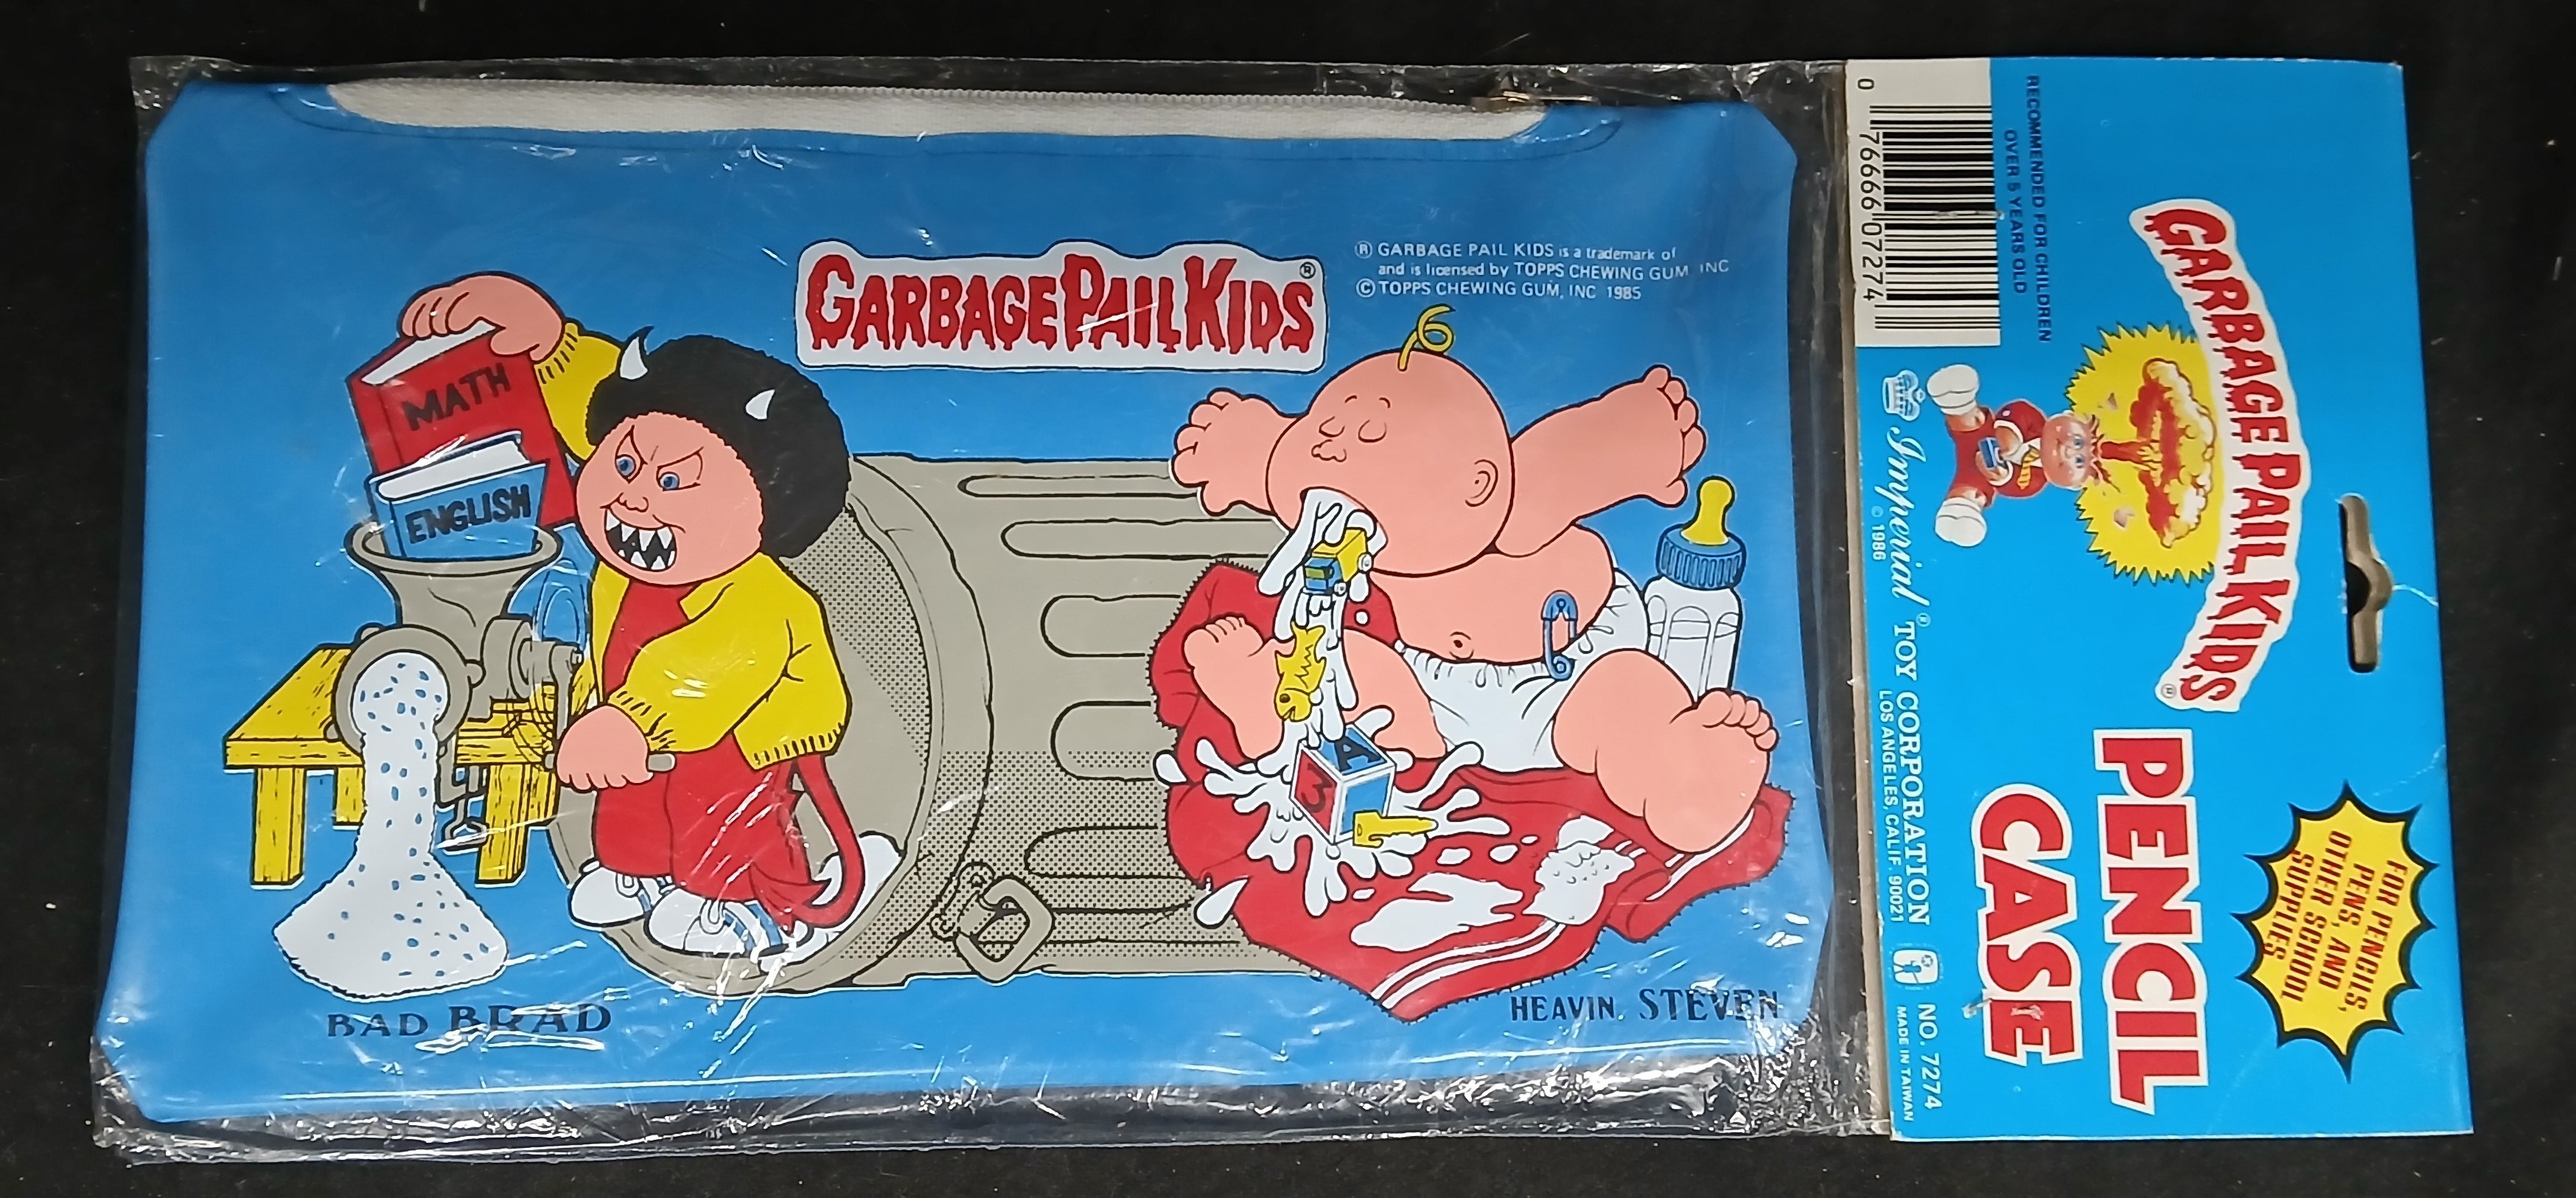 GARBAGE PAIL KIDS®
® GARBAGE PAIL KIDS is a trademark of
and is licensed by TOPPS CHEWING GUM INC
© TOPPS CHEWING GUM, INC 1985
MATH
ENGLISH
A
3
BAD BRAD
HEAVIN. STEVEN
GARBAGE PAIL KIDS®
PENCIL
CASE
FOR PENCILS,
PENS, AND
OTHER SCHOOL
SUPPLIES
RECOMMENDED FOR CHILDREN
OVER 5 YEARS OLD
0 76666 07274
Imperial® TOY CORPORATION
© 1986
LOS ANGELES, CALIF. 90021
NO. 7274
MADE IN TAIWAN